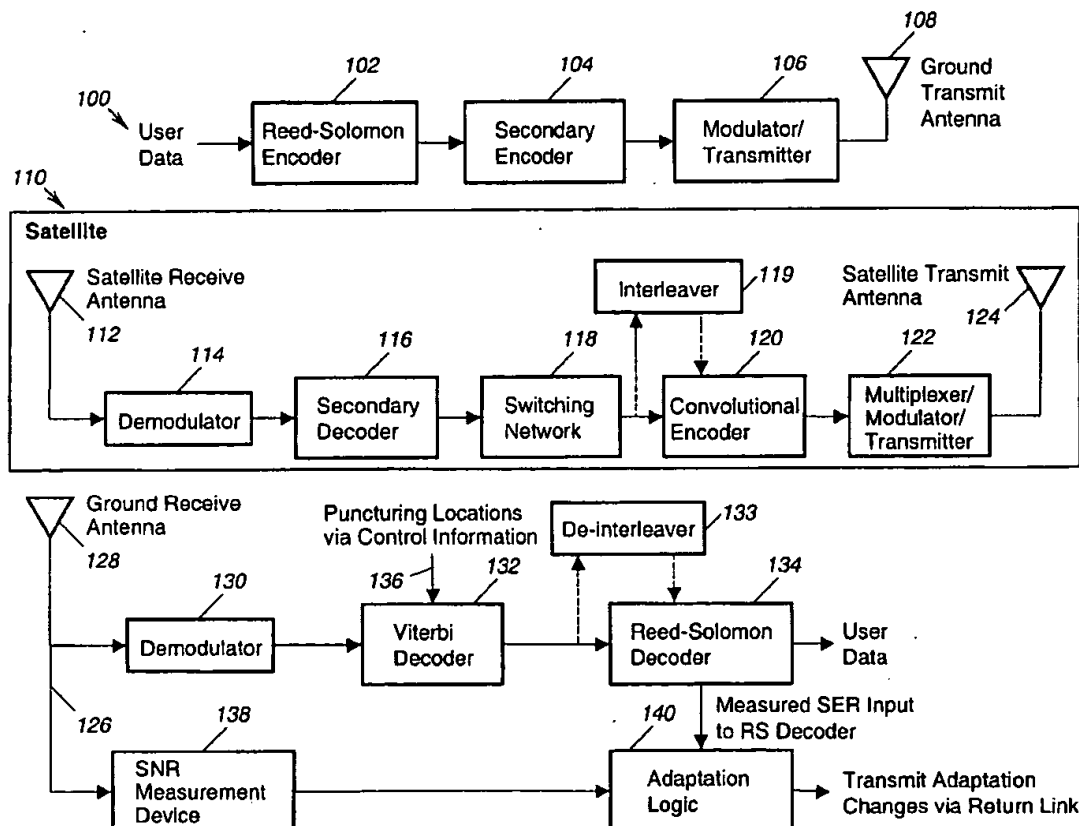 108
102
104
106
Ground
Transmit
Antenna
100
User
Data
Reed-Solomon
Encoder
Secondary
Encoder
Modulator/
Transmitter
110
Satellite
Satellite Receive
Antenna
112
Interleaver
119
Satellite Transmit
Antenna
124
114
116
118
120
122
Demodulator
Secondary
Decoder
Switching
Network
Convolutional
Encoder
Multiplexer/
Modulator/
Transmitter
Ground Receive
Antenna
128
Puncturing Locations
via Control Information
De-interleaver
133
130
136
132
134
Demodulator
Viterbi
Decoder
Reed-Solomon
Decoder
User
Data
126
138
140
Measured SER Input
to RS Decoder
SNR
Measurement
Device
Adaptation
Logic
Transmit Adaptation
Changes via Return Link